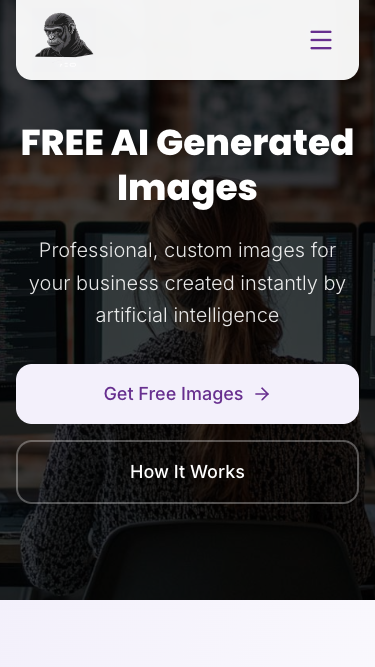 FREE AI Generated
Images
Professional, custom images for
your business created instantly by
artificial intelligence
Get Free Images
How It Works